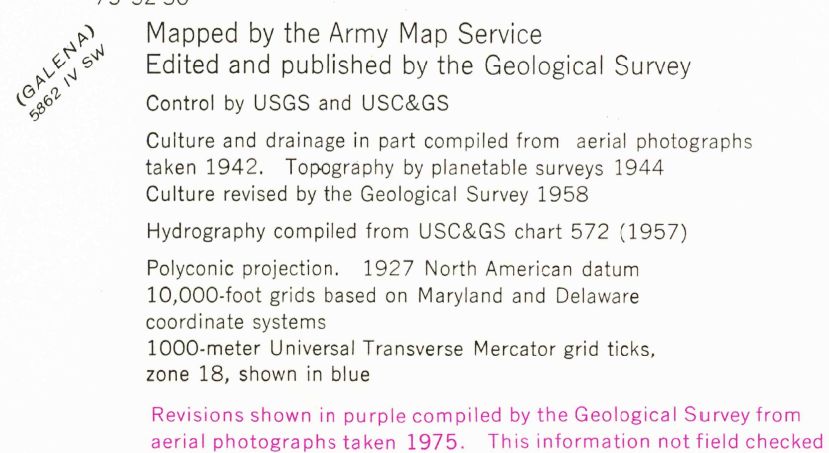 (GALENA)
5862 IV SW
Mapped by the Army Map Service
Edited and published by the Geological Survey
Control by USGS and USC&GS
Culture and drainage in part compiled from aerial photographs
taken 1942. Topography by planetable surveys 1944
Culture revised by the Geological Survey 1958
Hydrography compiled from USC&GS chart 572 (1957)
Polyconic projection. 1927 North American datum
10,000-foot grids based on Maryland and Delaware
coordinate systems
1000-meter Universal Transverse Mercator grid ticks,
zone 18, shown in blue
Revisions shown in purple compiled by the Geological Survey from
aerial photographs taken 1975. This information not field checked